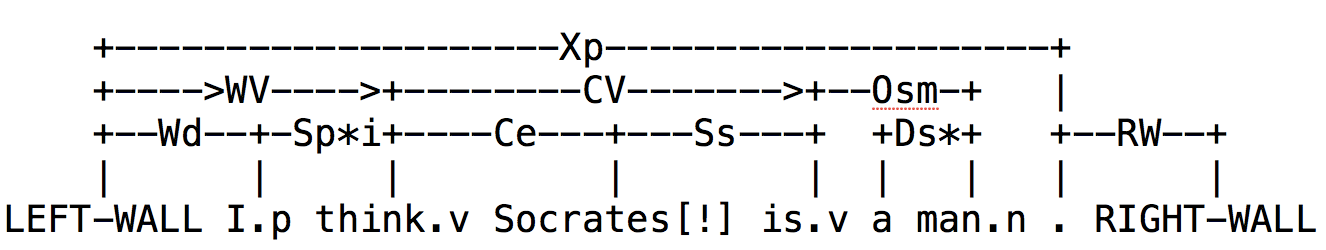 +---------------------Xp--------------------+
+---->WV---->+--------CV------->+--Osm-+    |
+--Wd--+-Sp*i+----Ce---+---Ss---+  +Ds*+   +--RW--+
|      |     |         |        |  |   |   |      |
LEFT-WALL I.p think.v Socrates[!] is.v a man.n . RIGHT-WALL